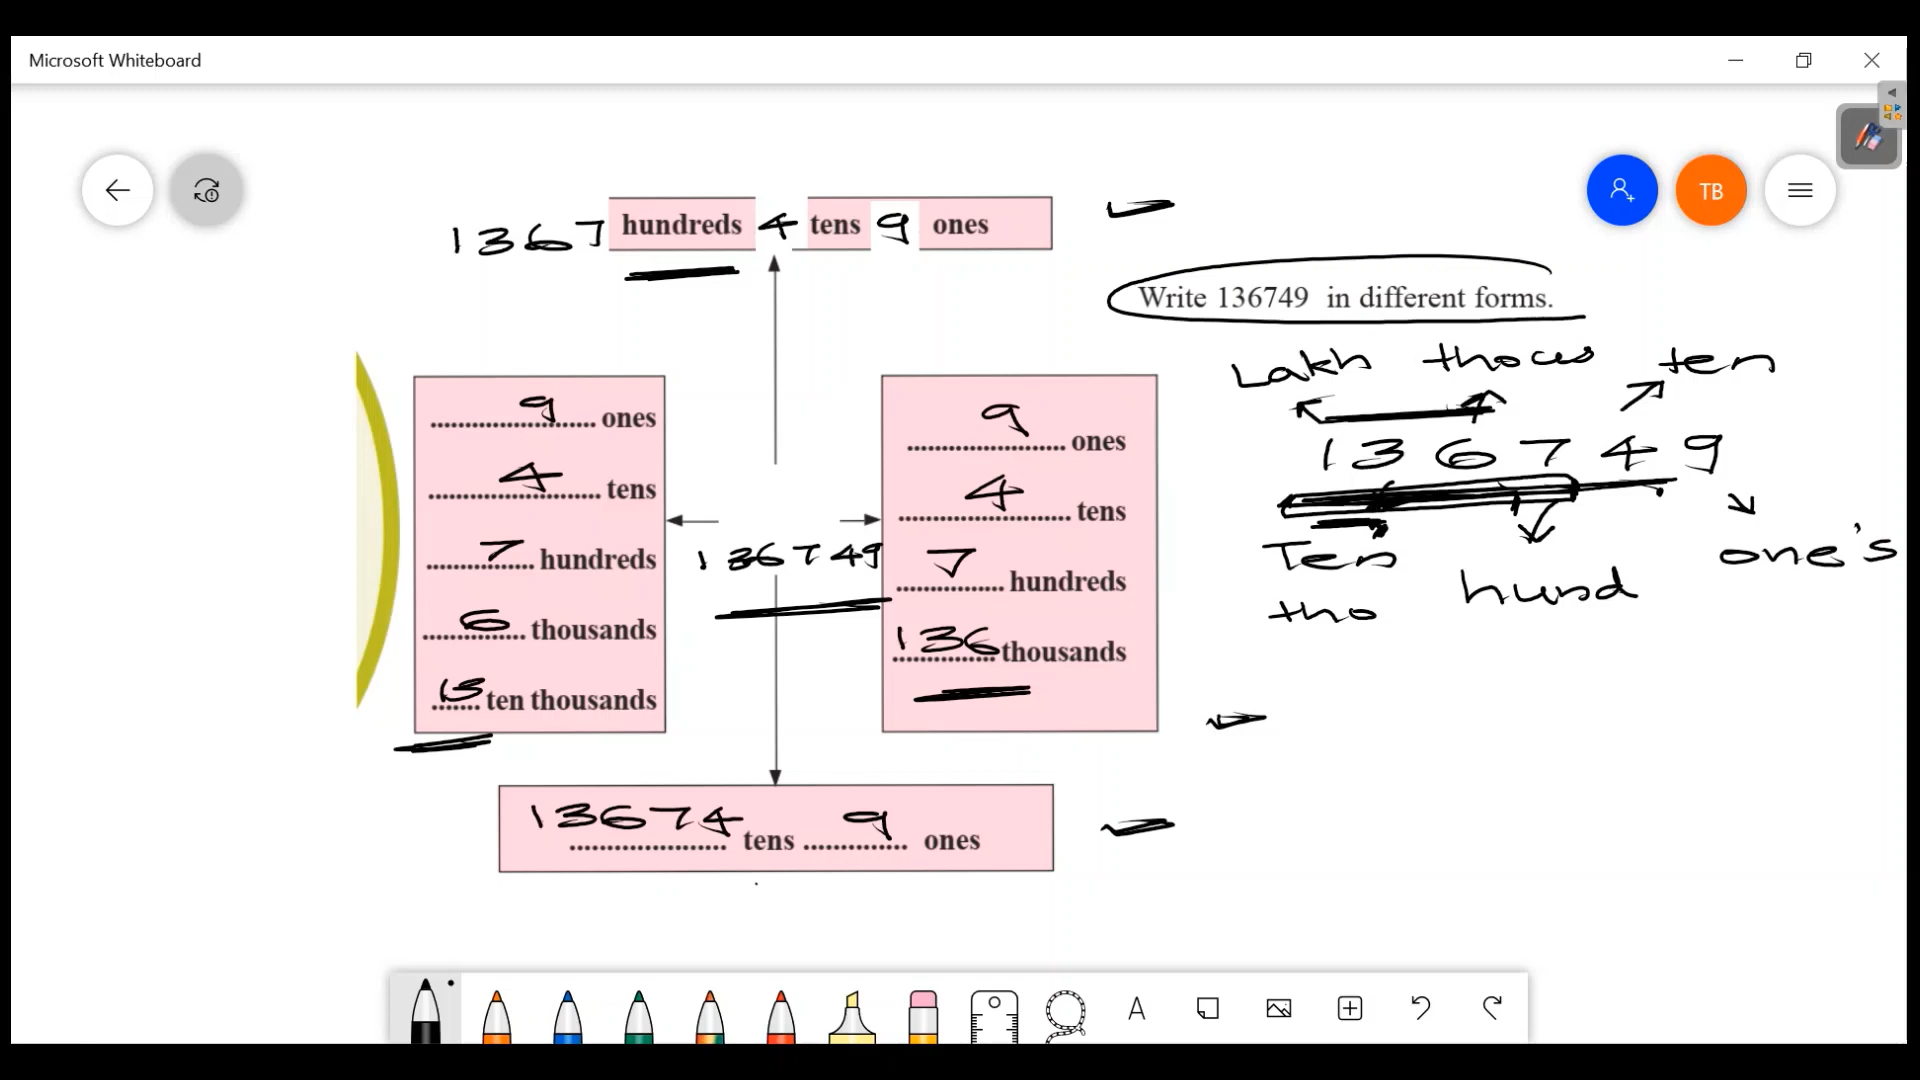 Microsoft Whiteboard
TB
1367 hundreds 4 tens 9 ones
Write 136749 in different forms.
Lakh thous ten
136749
Ten hund one's
tho
9 ones
4 tens
7 hundreds
6 thousands
13 ten thousands
136749
9 ones
4 tens
7 hundreds
136 thousands
13674 tens 9 ones
A